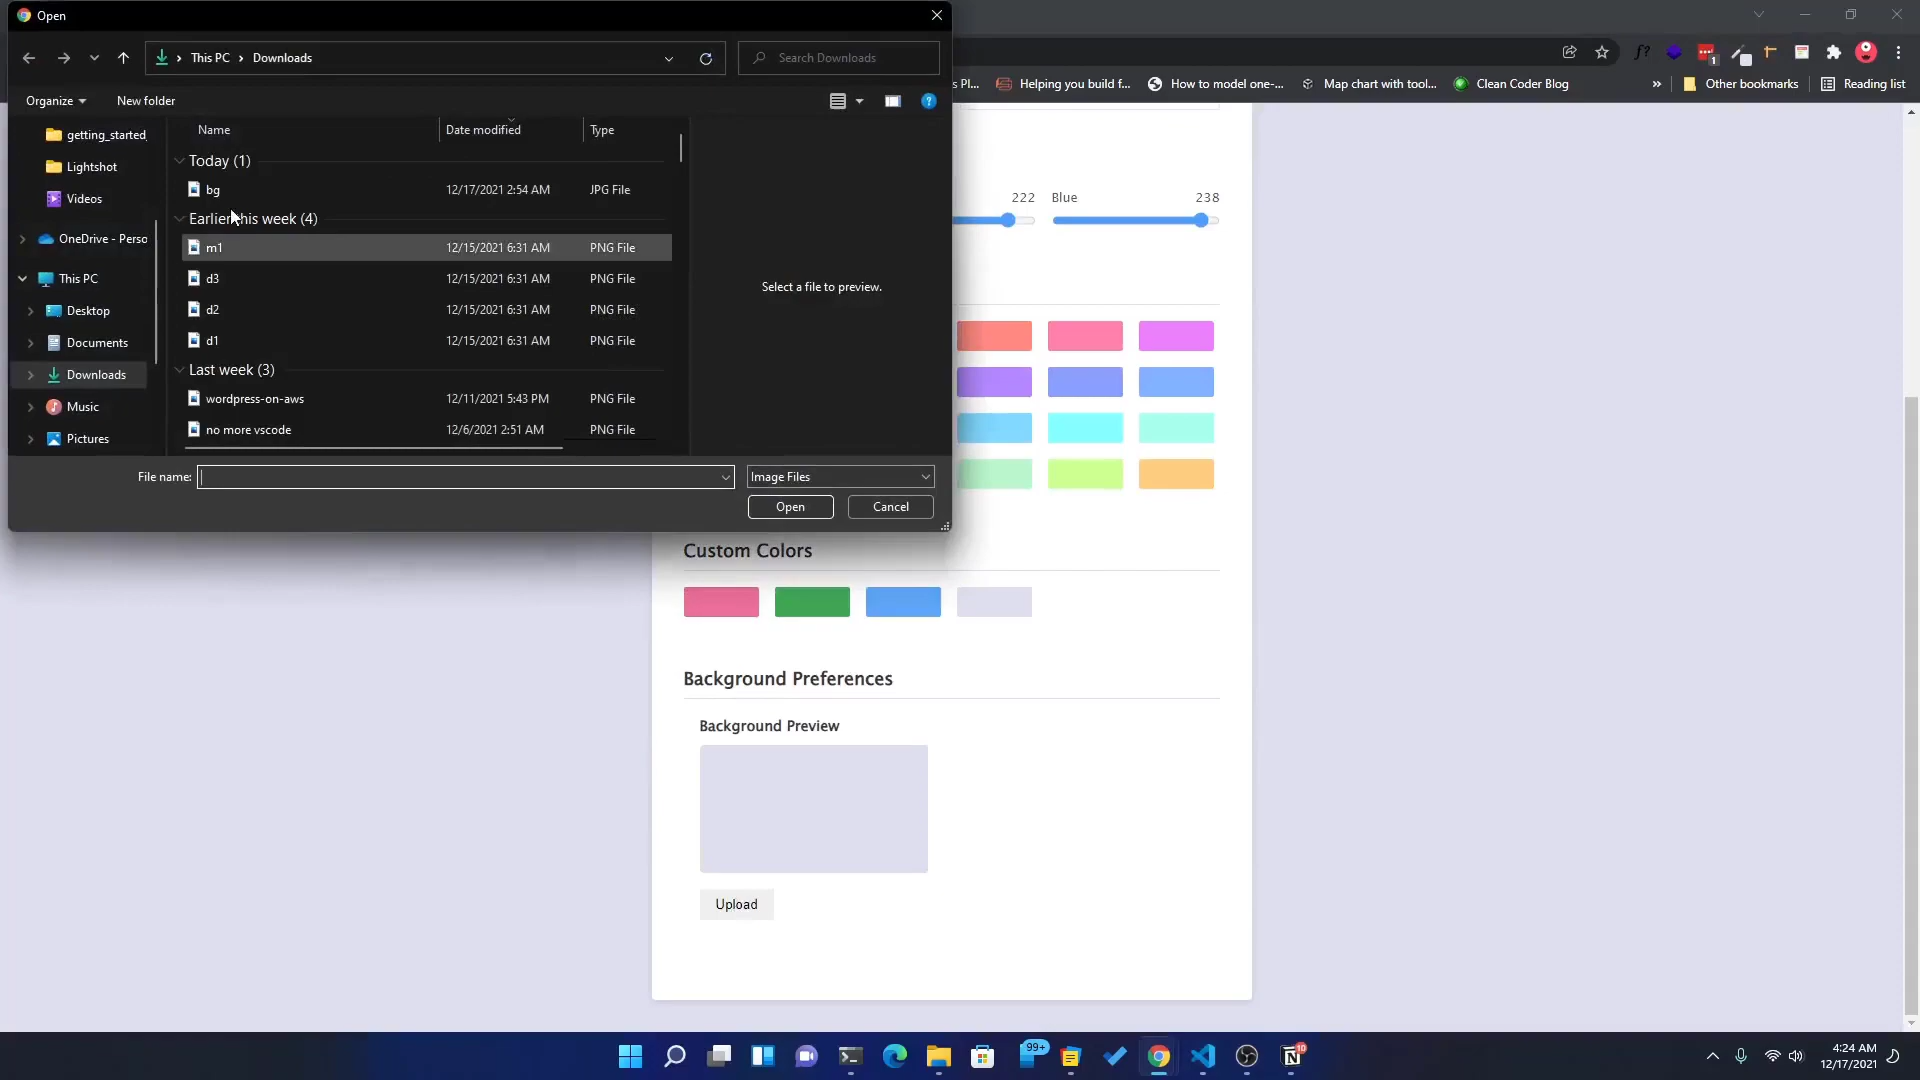 Open
This PC > Downloads
Search Downloads
s Pl...
Helping you build f...
How to model one-...
Map chart with tool...
Clean Coder Blog
»
Other bookmarks
Reading list
Organize
New folder
Name
Date modified
Type
getting_started
Lightshot
Videos
OneDrive - Perso
This PC
Desktop
Documents
Downloads
Music
Pictures
Today (1)
bg 12/17/2021 2:54 AM JPG File
Earlier this week (4)
m1 12/15/2021 6:31 AM PNG File
d3 12/15/2021 6:31 AM PNG File
d2 12/15/2021 6:31 AM PNG File
d1 12/15/2021 6:31 AM PNG File
Last week (3)
wordpress-on-aws 12/11/2021 5:43 PM PNG File
no more vscode 12/6/2021 2:51 AM PNG File
Select a file to preview.
File name:
Image Files
Open
Cancel
222
Blue 238
Custom Colors
Background Preferences
Background Preview
Upload
99+
10
4:24 AM
12/17/2021